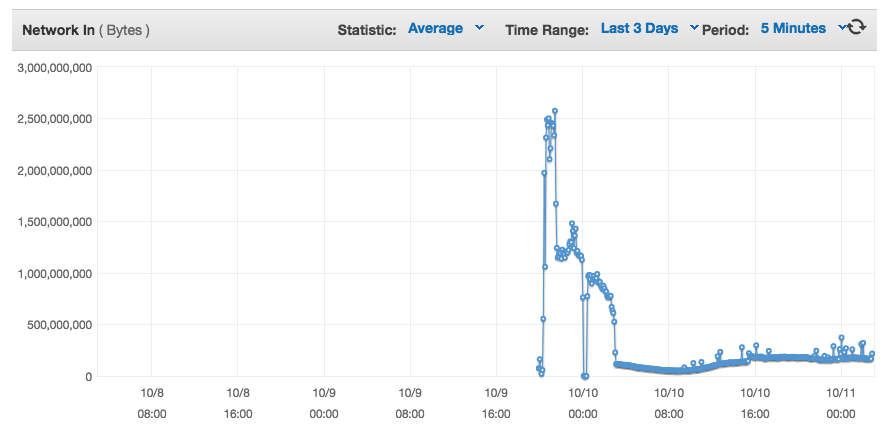 Network In ( Bytes ) Statistic: Average Time Range: Last 3 Days Period: 5 Minutes
3,000,000,000
2,500,000,000
2,000,000,000
1,500,000,000
1,000,000,000
500,000,000
0
10/8 10/8 10/9 10/9 10/9 10/10 10/10 10/10 10/11
08:00 16:00 00:00 08:00 16:00 00:00 08:00 16:00 00:00